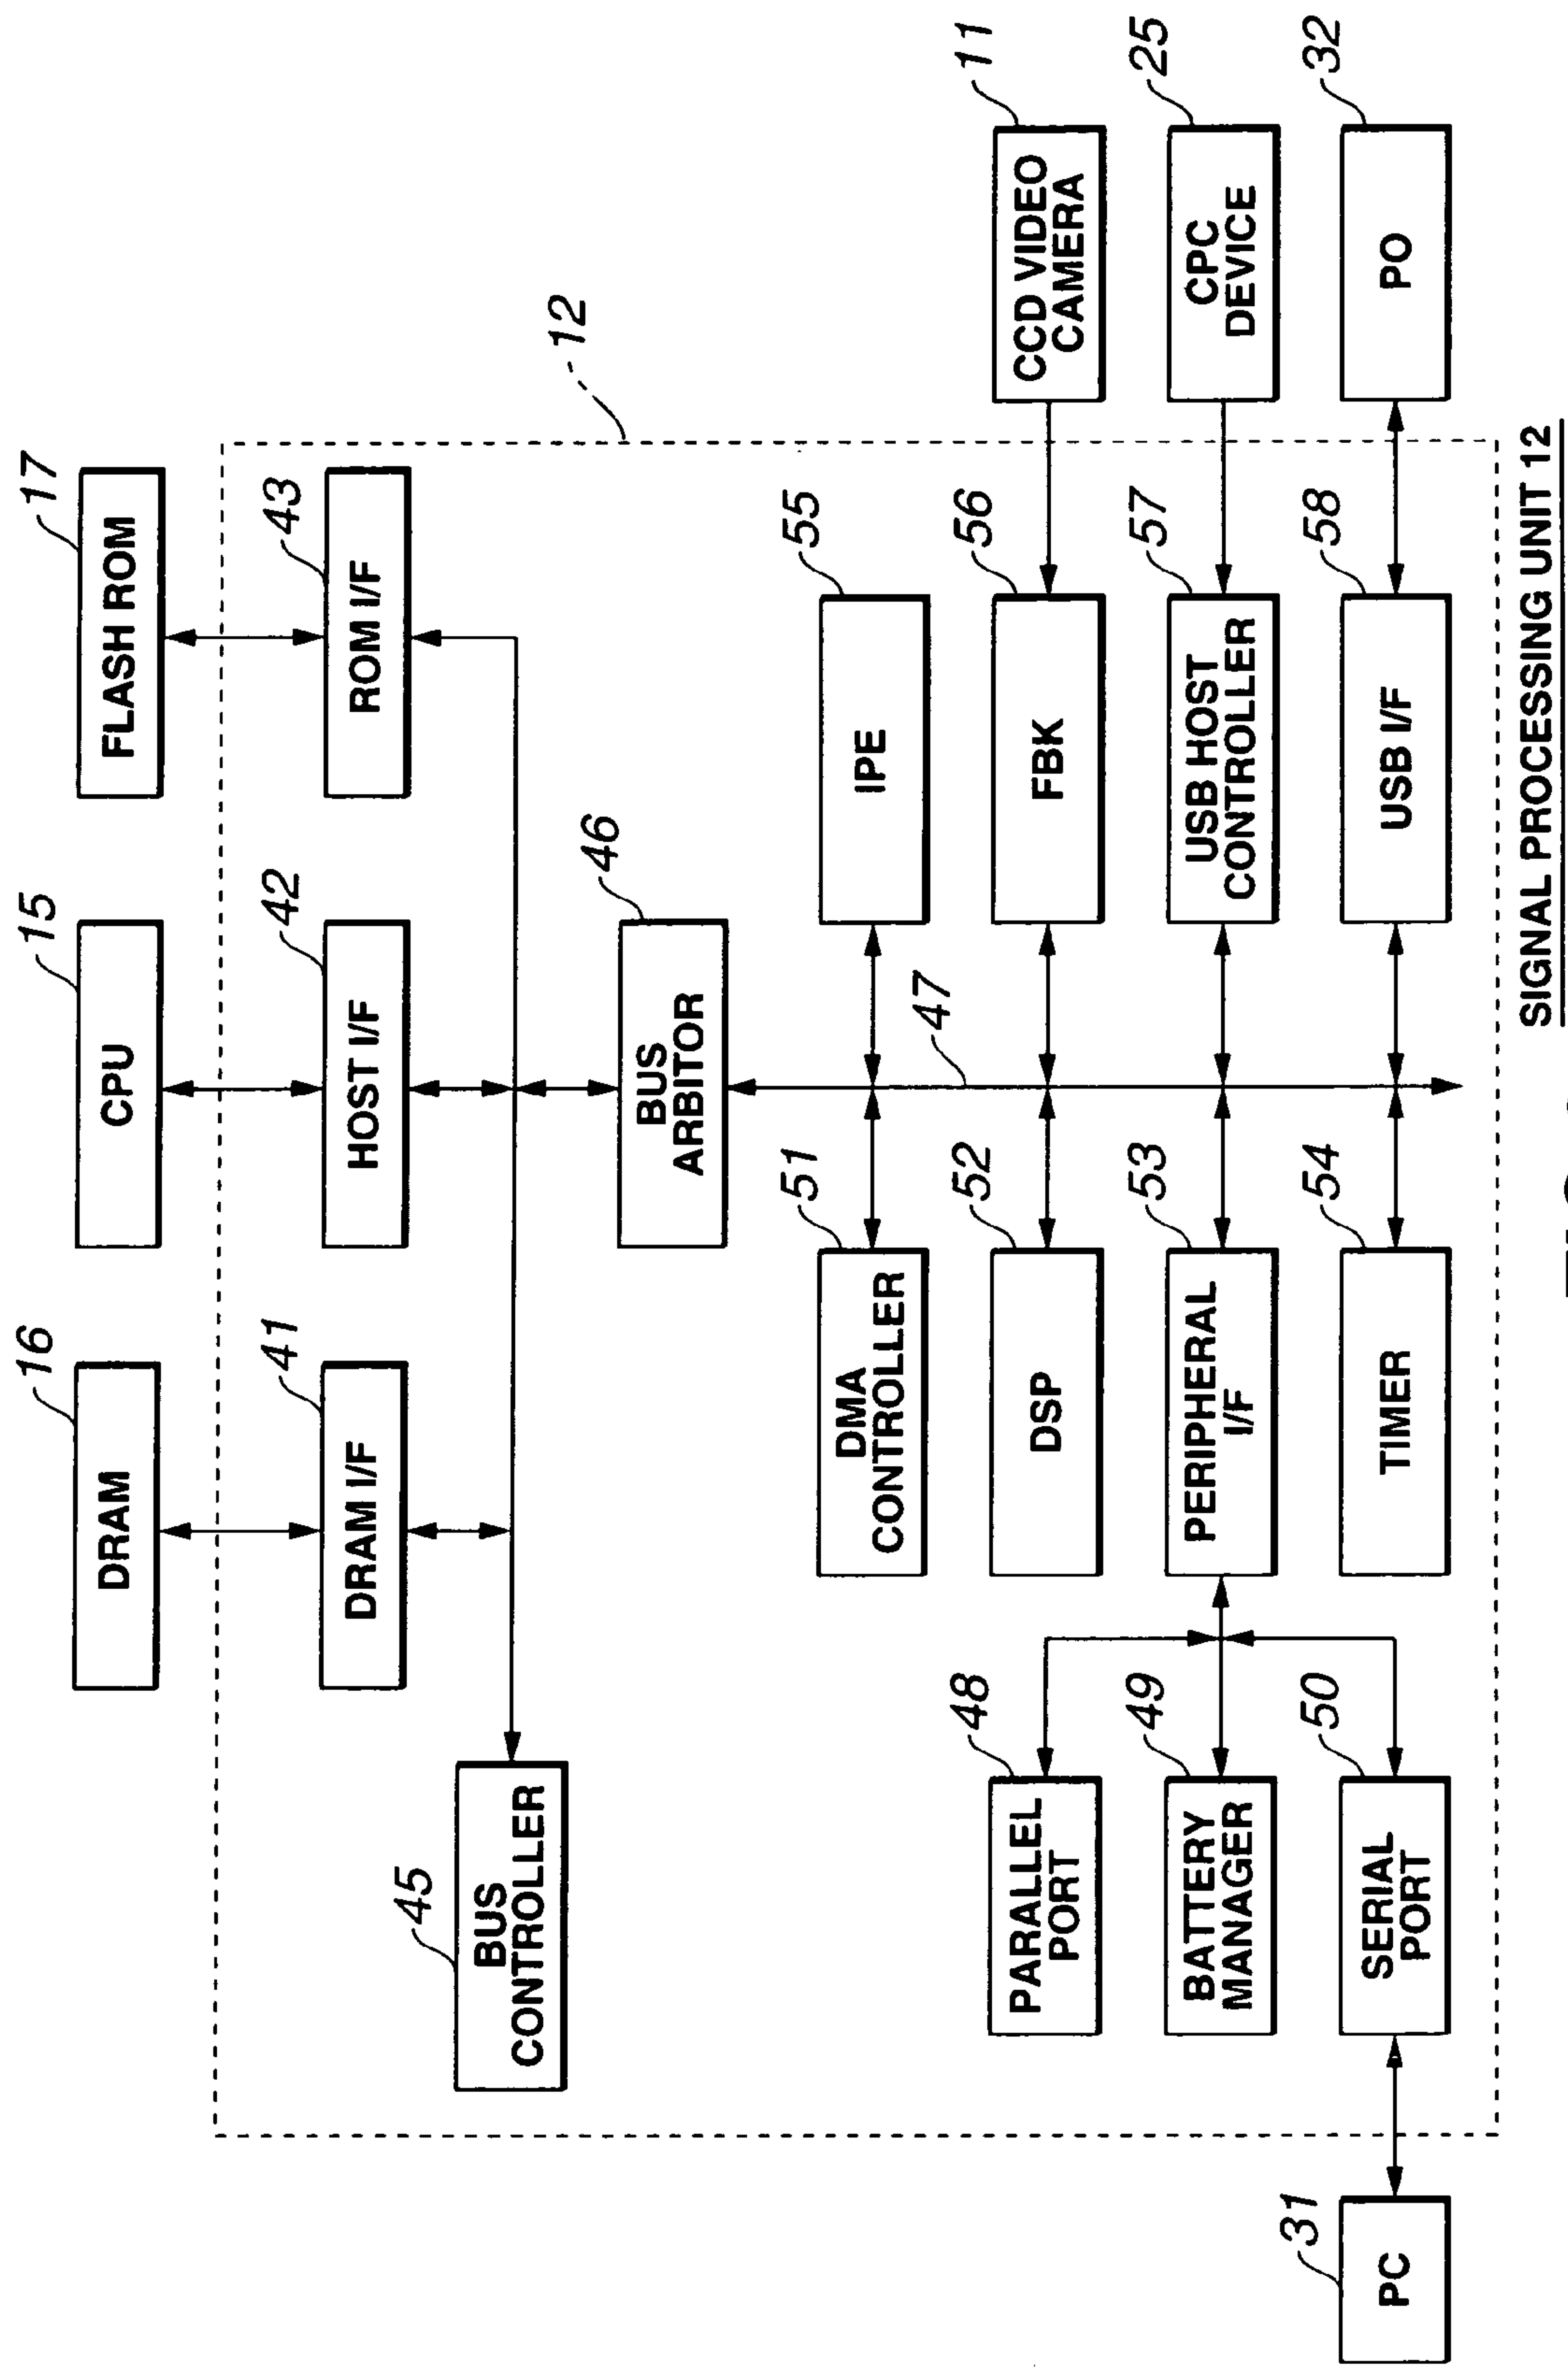 16
15
17
DRAM
CPU
FLASH ROM
41
42
43
DRAM I/F
HOST I/F
ROM I/F
45
BUS
CONTROLLER
12
46
BUS
ARBITOR
51
55
DMA
CONTROLLER
IPE
47
48
52
56
11
PARALLEL
PORT
DSP
FBK
CCD VIDEO
CAMERA
49
53
57
25
BATTERY
MANAGER
PERIPHERAL
I/F
USB HOST
CONTROLLER
CPC
DEVICE
31
50
54
58
32
PC
SERIAL
PORT
TIMER
USB I/F
PO
SIGNAL PROCESSING UNIT 12